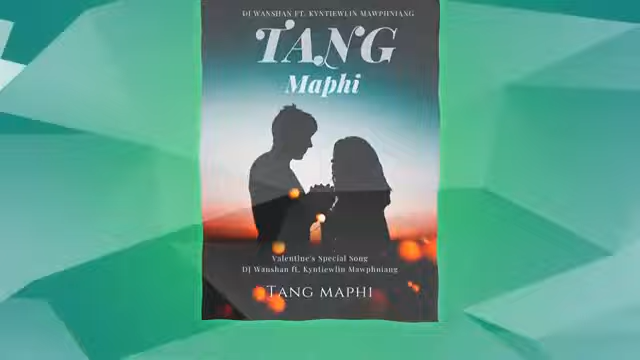 DJ WANSHAN FT. KYNTIEWLIN MAWPHNIANG
TANG
Maphi
Valentine's Special Song
DJ Wanshan ft. Kyntiewlin Mawphniang
TANG MAPHI